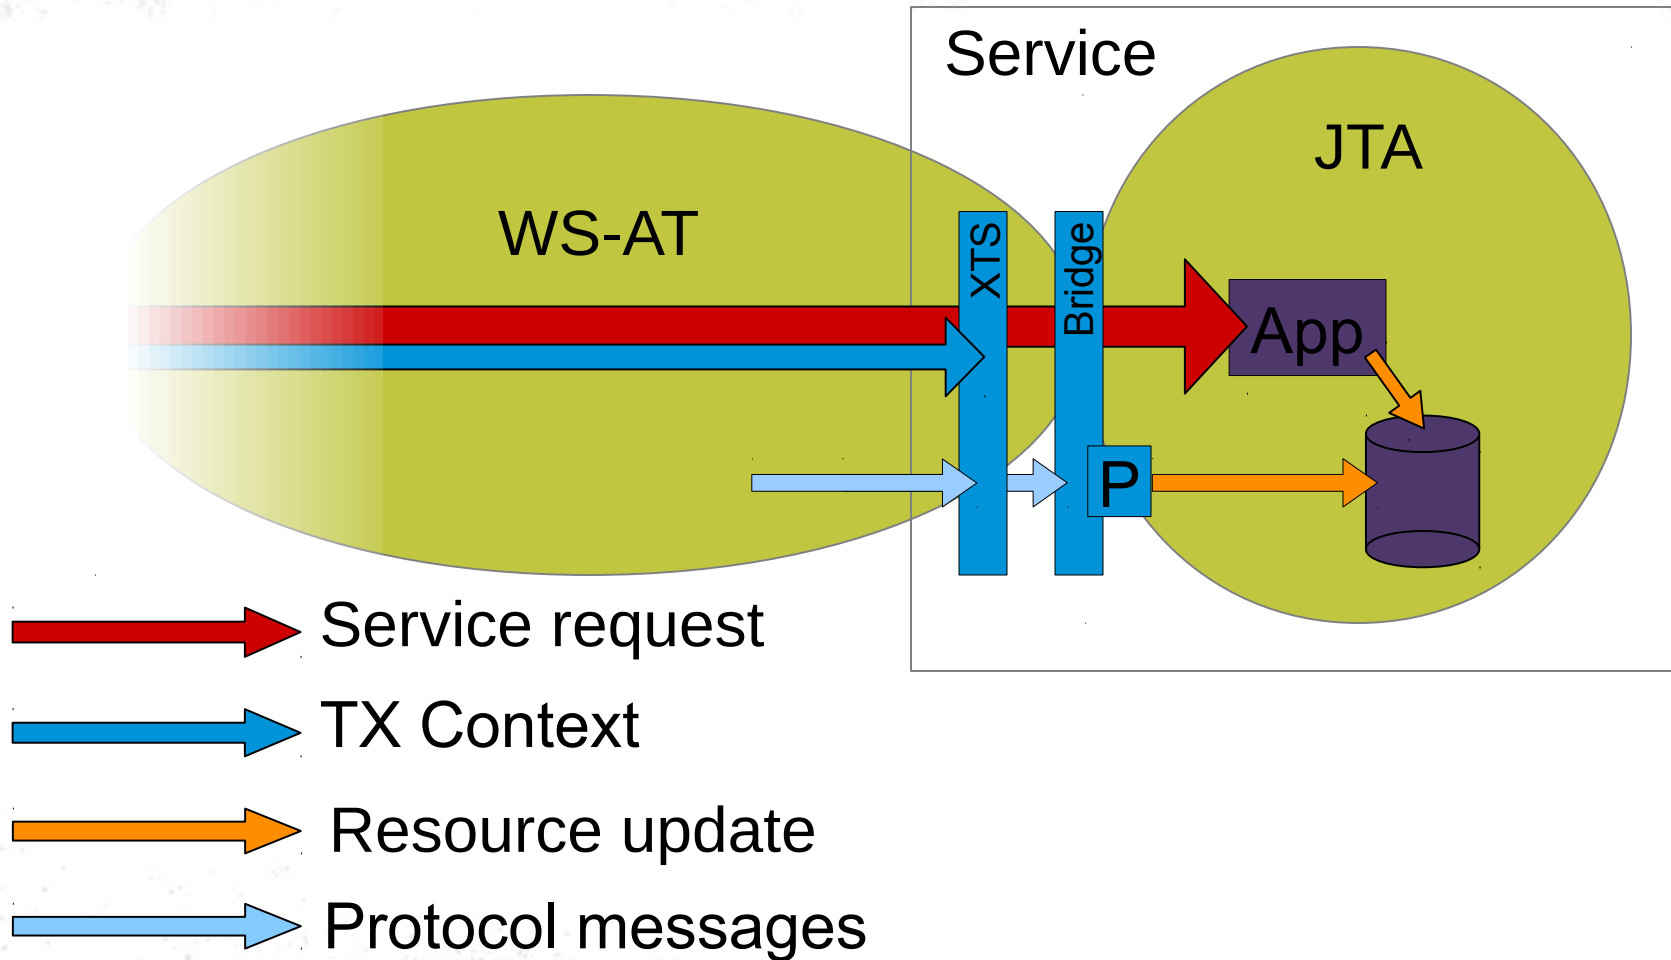 Service
JTA
WS-AT
XTS
Bridge
App
P
Service request
TX Context
Resource update
Protocol messages